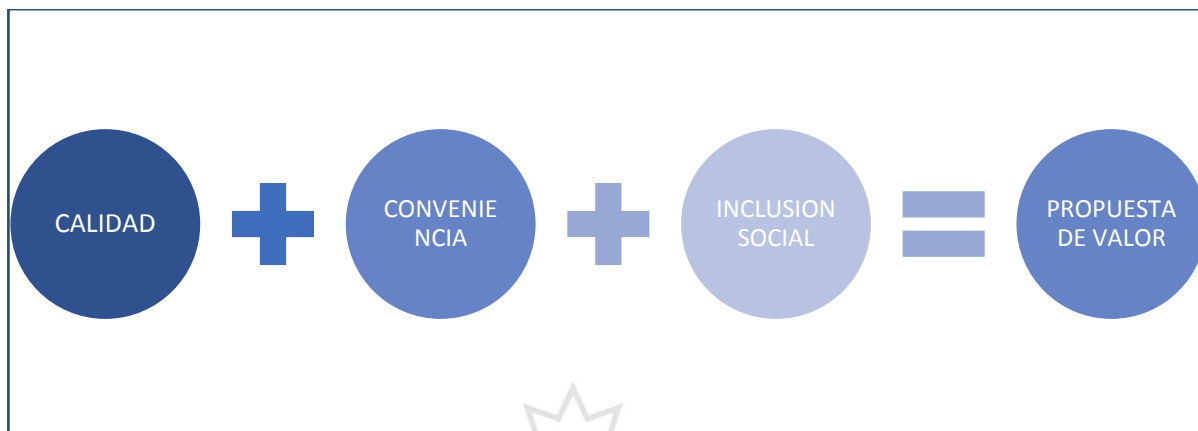 CALIDAD
CONVENIE
NCIA
INCLUSION
SOCIAL
PROPUESTA
DE VALOR